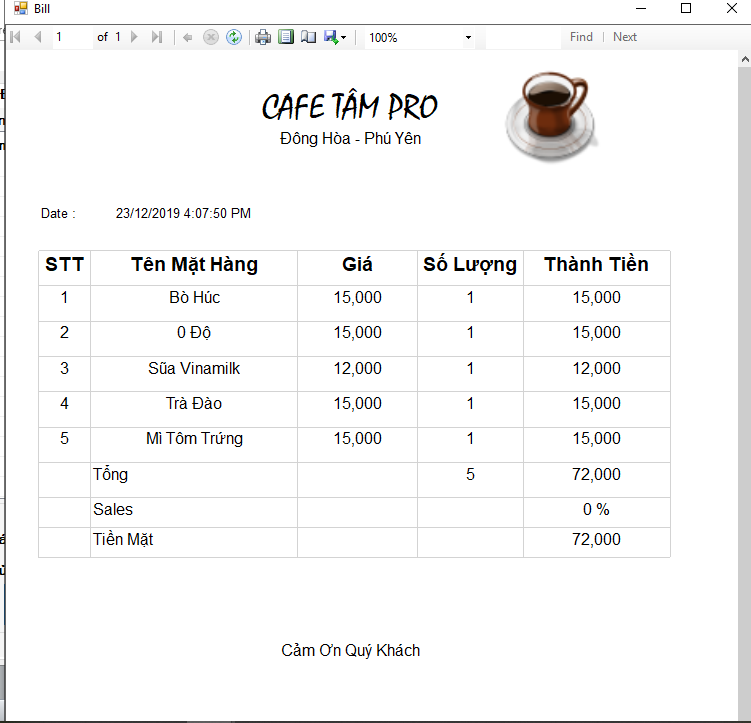 Bill
1 of 1 100% Find Next
CAFE TÂM PRO
Đông Hòa - Phú Yên
Date : 23/12/2019 4:07:50 PM
STT Tên Mặt Hàng Giá Số Lượng Thành Tiền
1 Bò Húc 15,000 1 15,000
2 0 Độ 15,000 1 15,000
3 Sũa Vinamilk 12,000 1 12,000
4 Trà Đào 15,000 1 15,000
5 Mì Tôm Trứng 15,000 1 15,000
Tổng 5 72,000
Sales 0 %
Tiền Mặt 72,000
Cảm Ơn Quý Khách